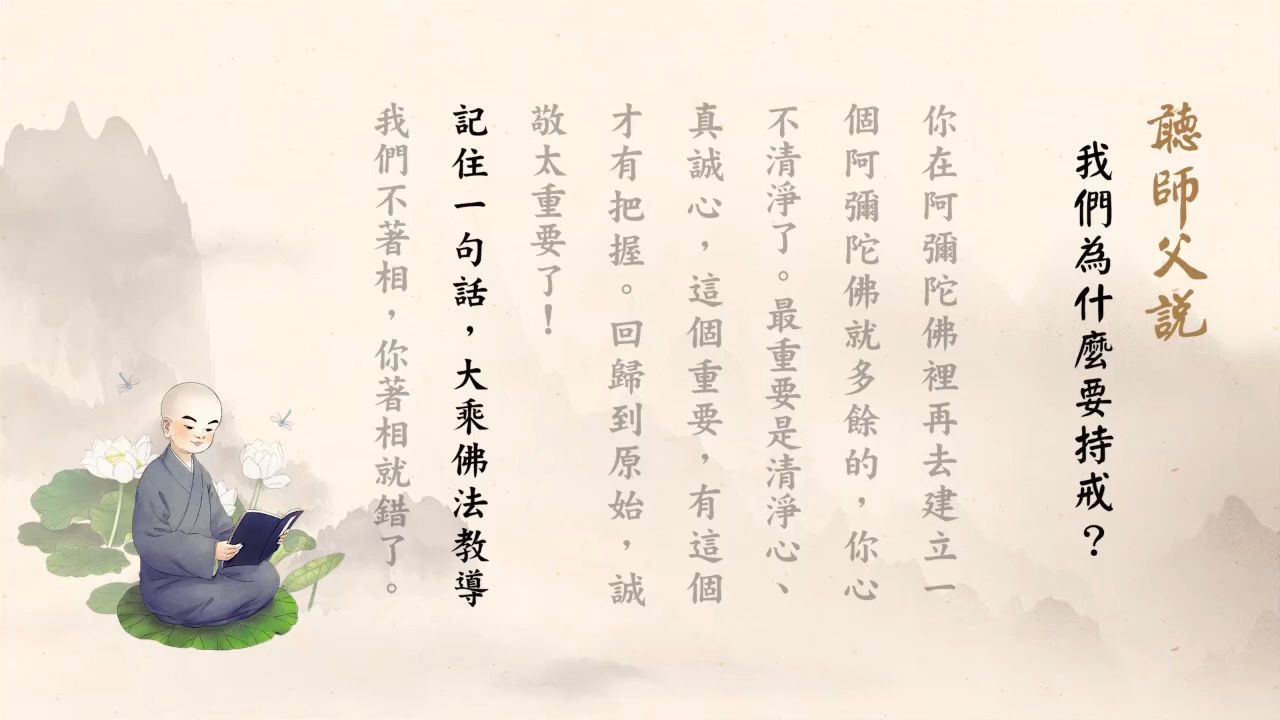 聽師父説
我們為什麼要持戒？
你在阿彌陀佛裡再去建立一
個阿彌陀佛就多餘的，你心
不清淨了。最重要是清淨心、
真誠心，這個重要，有這個
才有把握。回歸到原始，誠
敬太重要了！
記住一句話，大乘佛法教導
我們不著相，你著相就錯了。